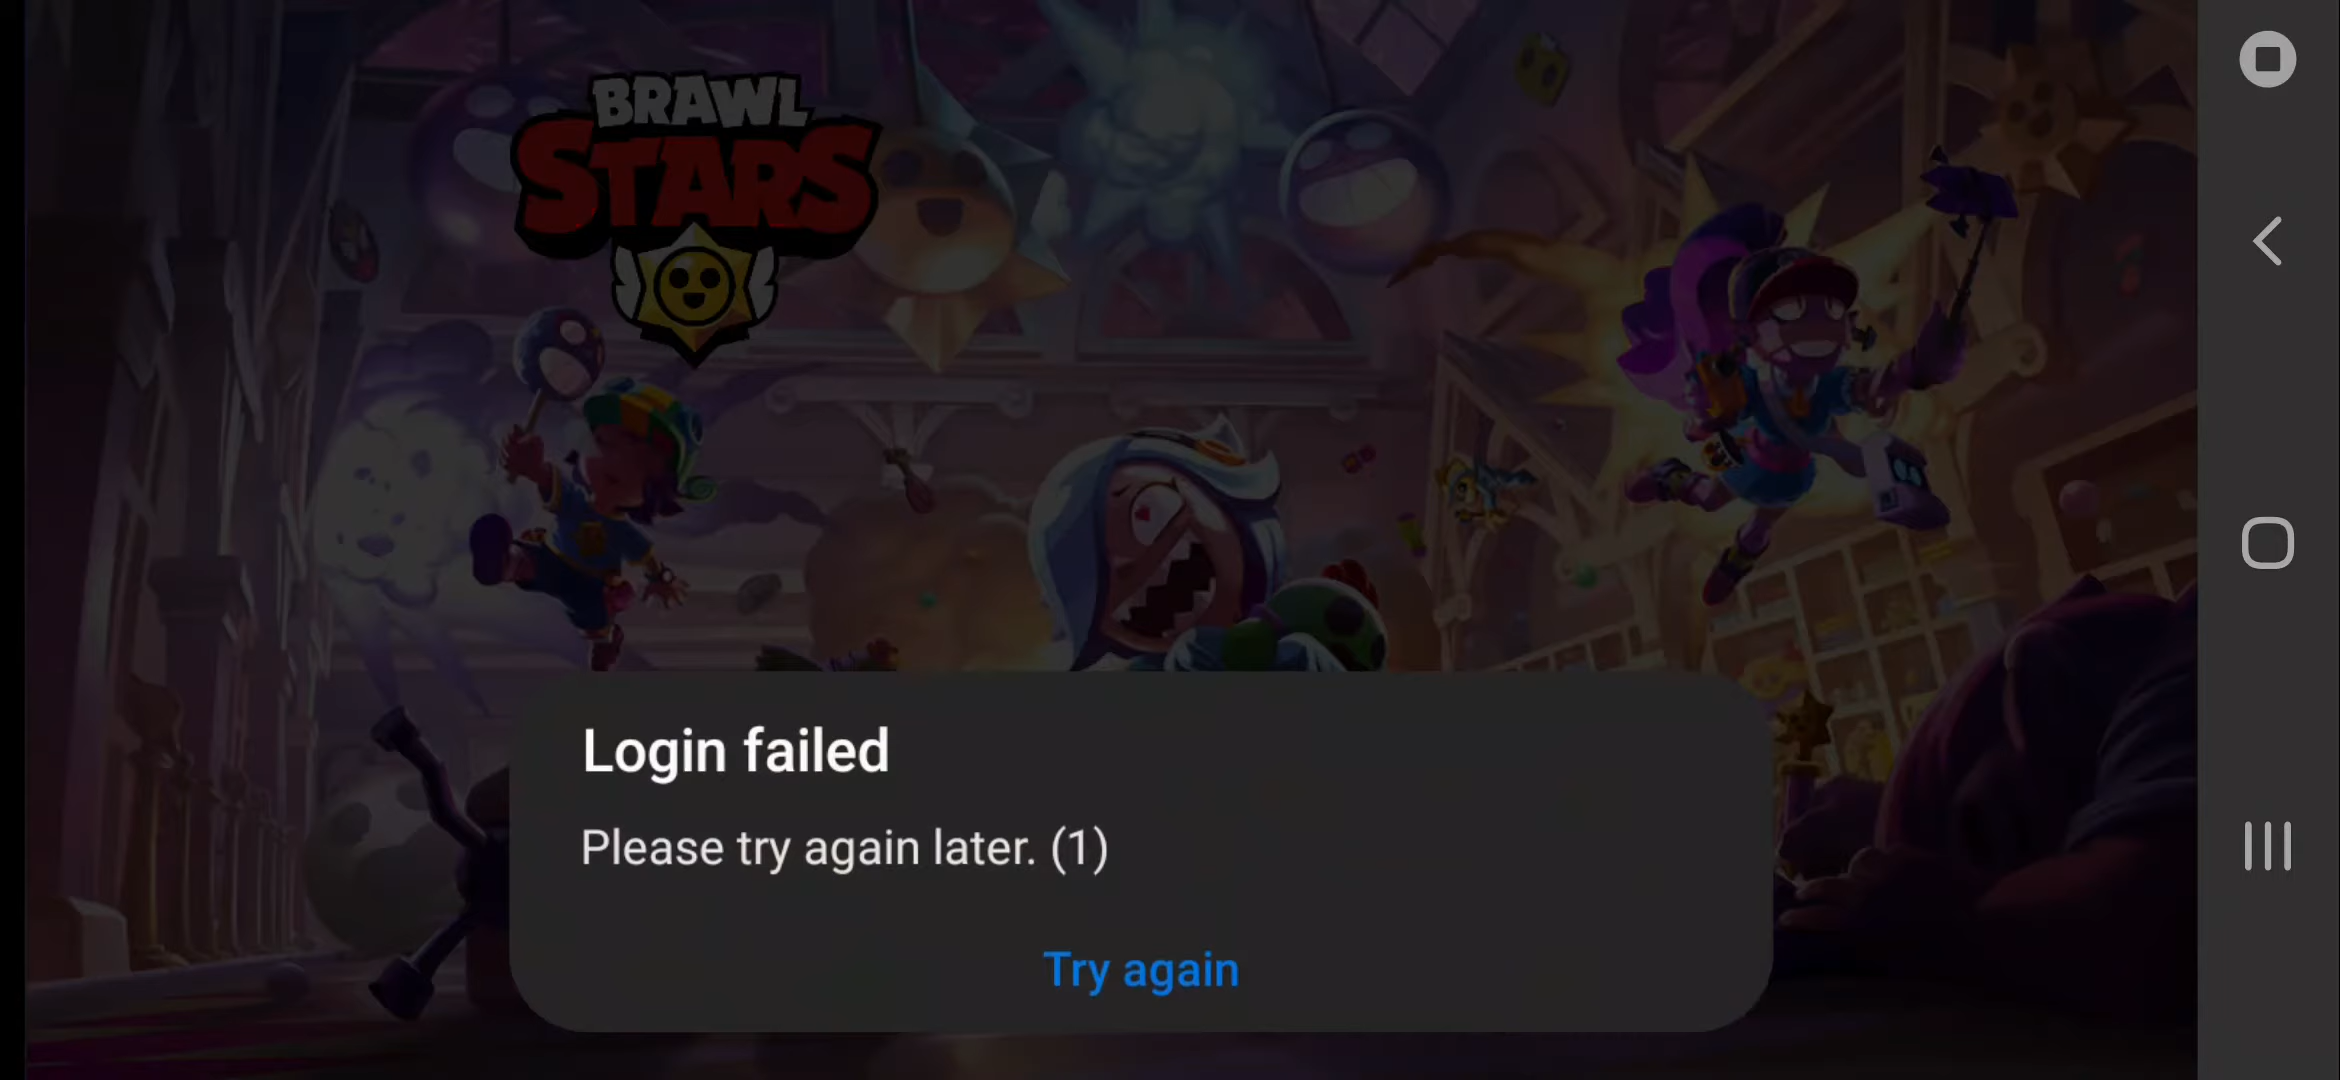 BRAWL
STARS
Login failed
Please try again later. (1)
Try again